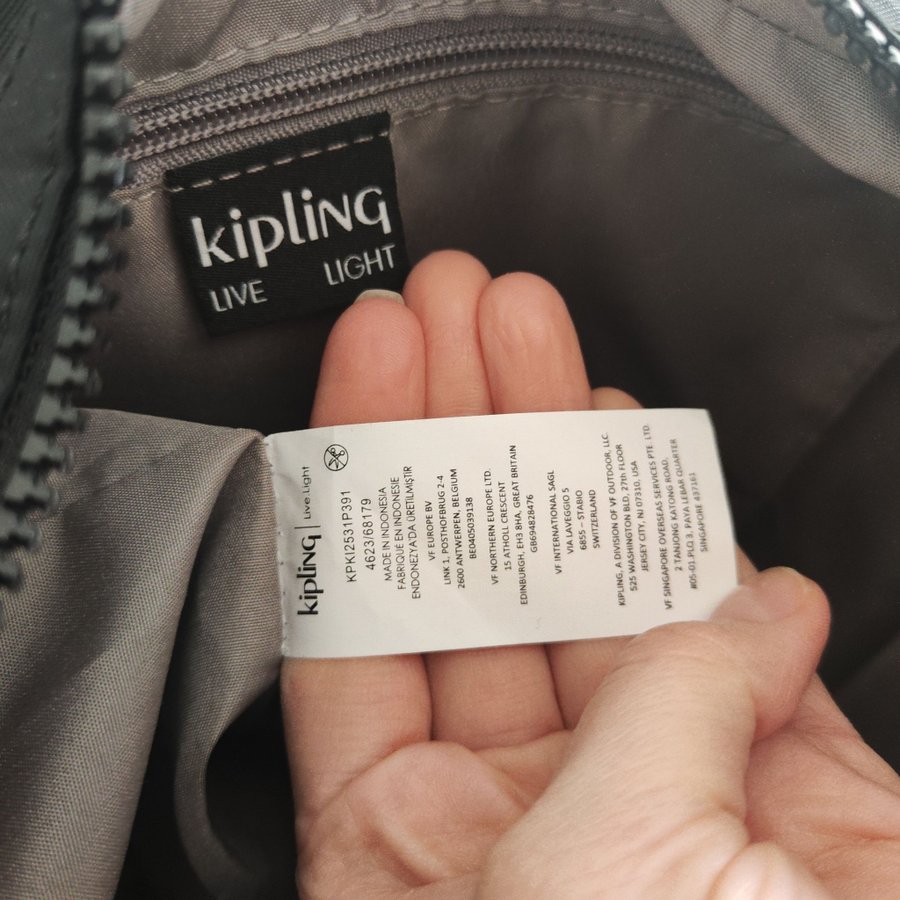 kipling
LIVE LIGHT
kipling | Live Light
KPKI2531P391
4623/68179
MADE IN INDONESIA
FABRIQUE EN INDONESIE
ENDONEZYA'DA ÜRETILMIŞTIR
VF EUROPE BV
LINK 1, POSTHOFBRUG 2-4
2600 ANTWERPEN, BELGIUM
BE0405039138
VF NORTHERN EUROPE LTD.
15 ATHOLL CRESCENT
EDINBURGH, EH3 8HA, GREAT BRITAIN
GB694828476
VF INTERNATIONAL SAGL
VIA LAVEGGIO 5
6855 – STABIO
SWITZERLAND
KIPLING, A DIVISION OF VF OUTDOOR, LLC.
525 WASHINGTON BLD. 27th FLOOR
JERSEY CITY, NJ 07310, USA
VF SINGAPORE OVERSEAS SERVICES PTE. LTD.
2 TANJONG KATONG ROAD,
#05-01,PLQ 3, PAYA LEBAR QUARTER
SINGAPORE 437161